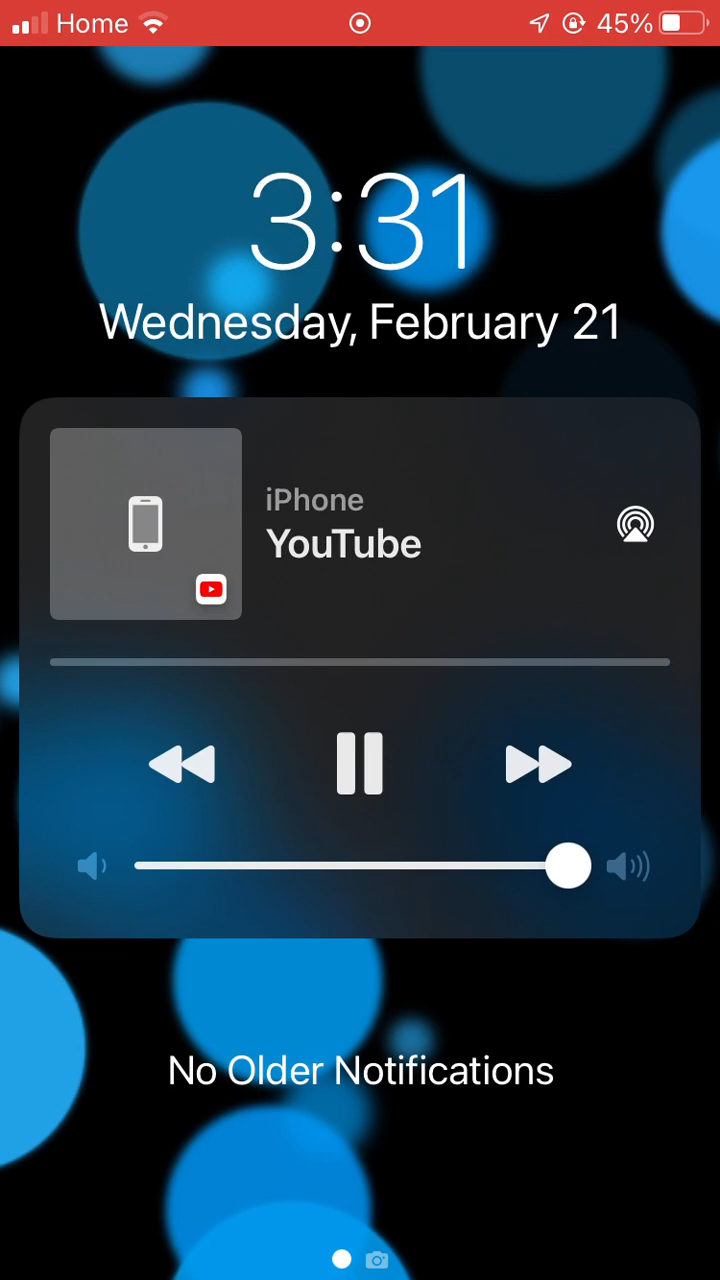 Home 45%
3:31
Wednesday, February 21
iPhone
YouTube
No Older Notifications